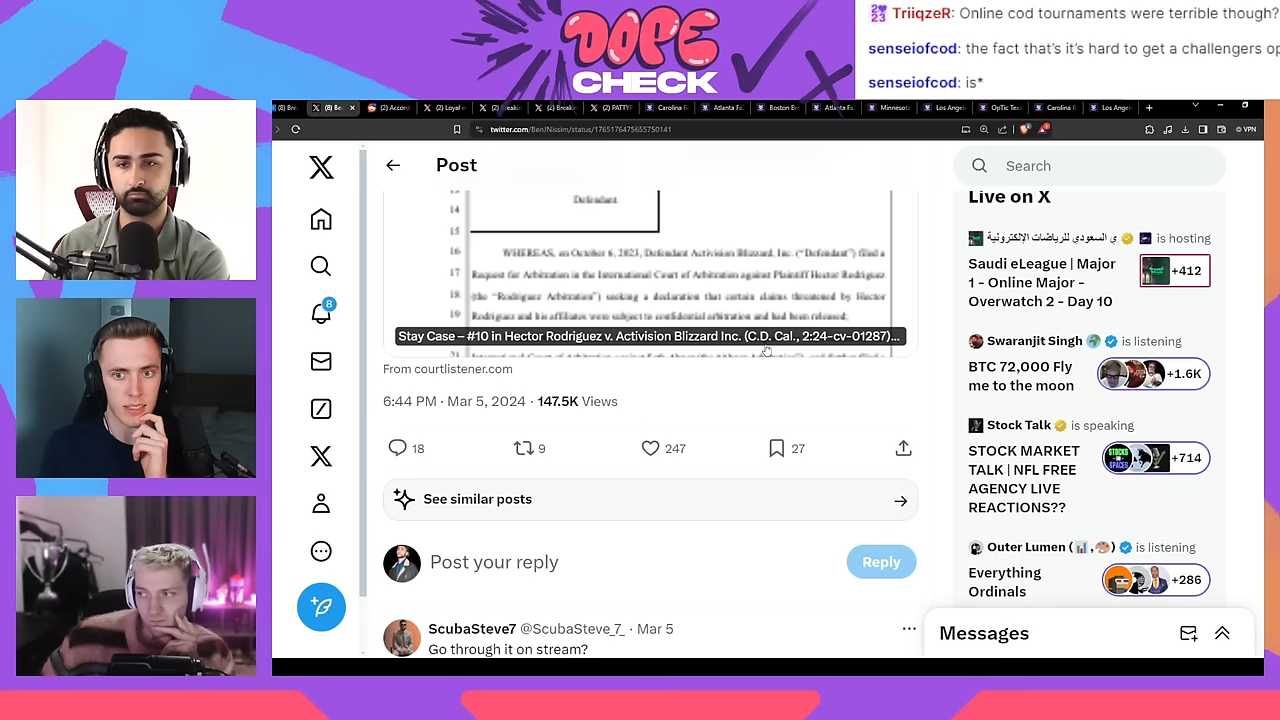 DOPE
CHECK
TriiqzeR: Online cod tournaments were terrible though?
senseiofcod: the fact that's it's hard to get a challengers op
senseiofcod: is*
twitter.com/BenJNissim/status/1765176475655750141
VPN
Post
Search
14
Defendant.
15
16 WHEREAS, on October 6, 2023, Defendant Activision Blizzard, Inc. ("Defendant") filed a
17 Request for Arbitration in the International Court of Arbitration against Plaintiff Hector Rodriguez
18 (the "Rodriguez Arbitration") seeking a declaration that certain claims threatened by Hector
19 Rodriguez and his affiliates were subject to confidential arbitration and had been released;
Stay Case – #10 in Hector Rodriguez v. Activision Blizzard Inc. (C.D. Cal., 2:24-cv-01287)...
From courtlistener.com
6:44 PM · Mar 5, 2024 · 147.5K Views
18
9
247
27
See similar posts
Post your reply
Reply
ScubaSteve7 @ScubaSteve_7_ · Mar 5
Go through it on stream?
8
Live on X
is hosting
Saudi eLeague | Major
1 - Online Major -
Overwatch 2 - Day 10
+412
Swaranjit Singh is listening
BTC 72,000 Fly
me to the moon
+1.6K
Stock Talk is speaking
STOCK MARKET
TALK | NFL FREE
AGENCY LIVE
REACTIONS??
+714
Outer Lumen is listening
Everything
Ordinals
+286
Messages